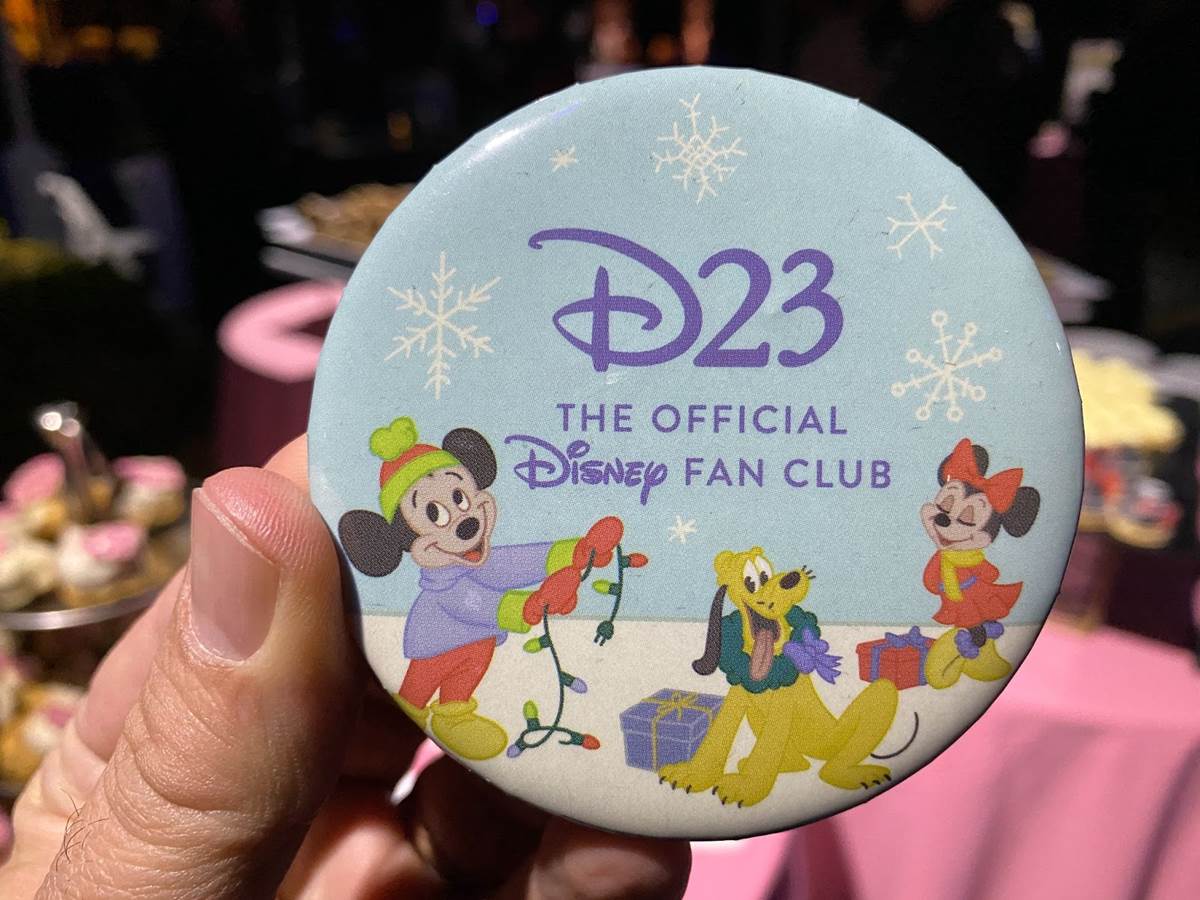 D23
THE OFFICIAL
Disney FAN CLUB